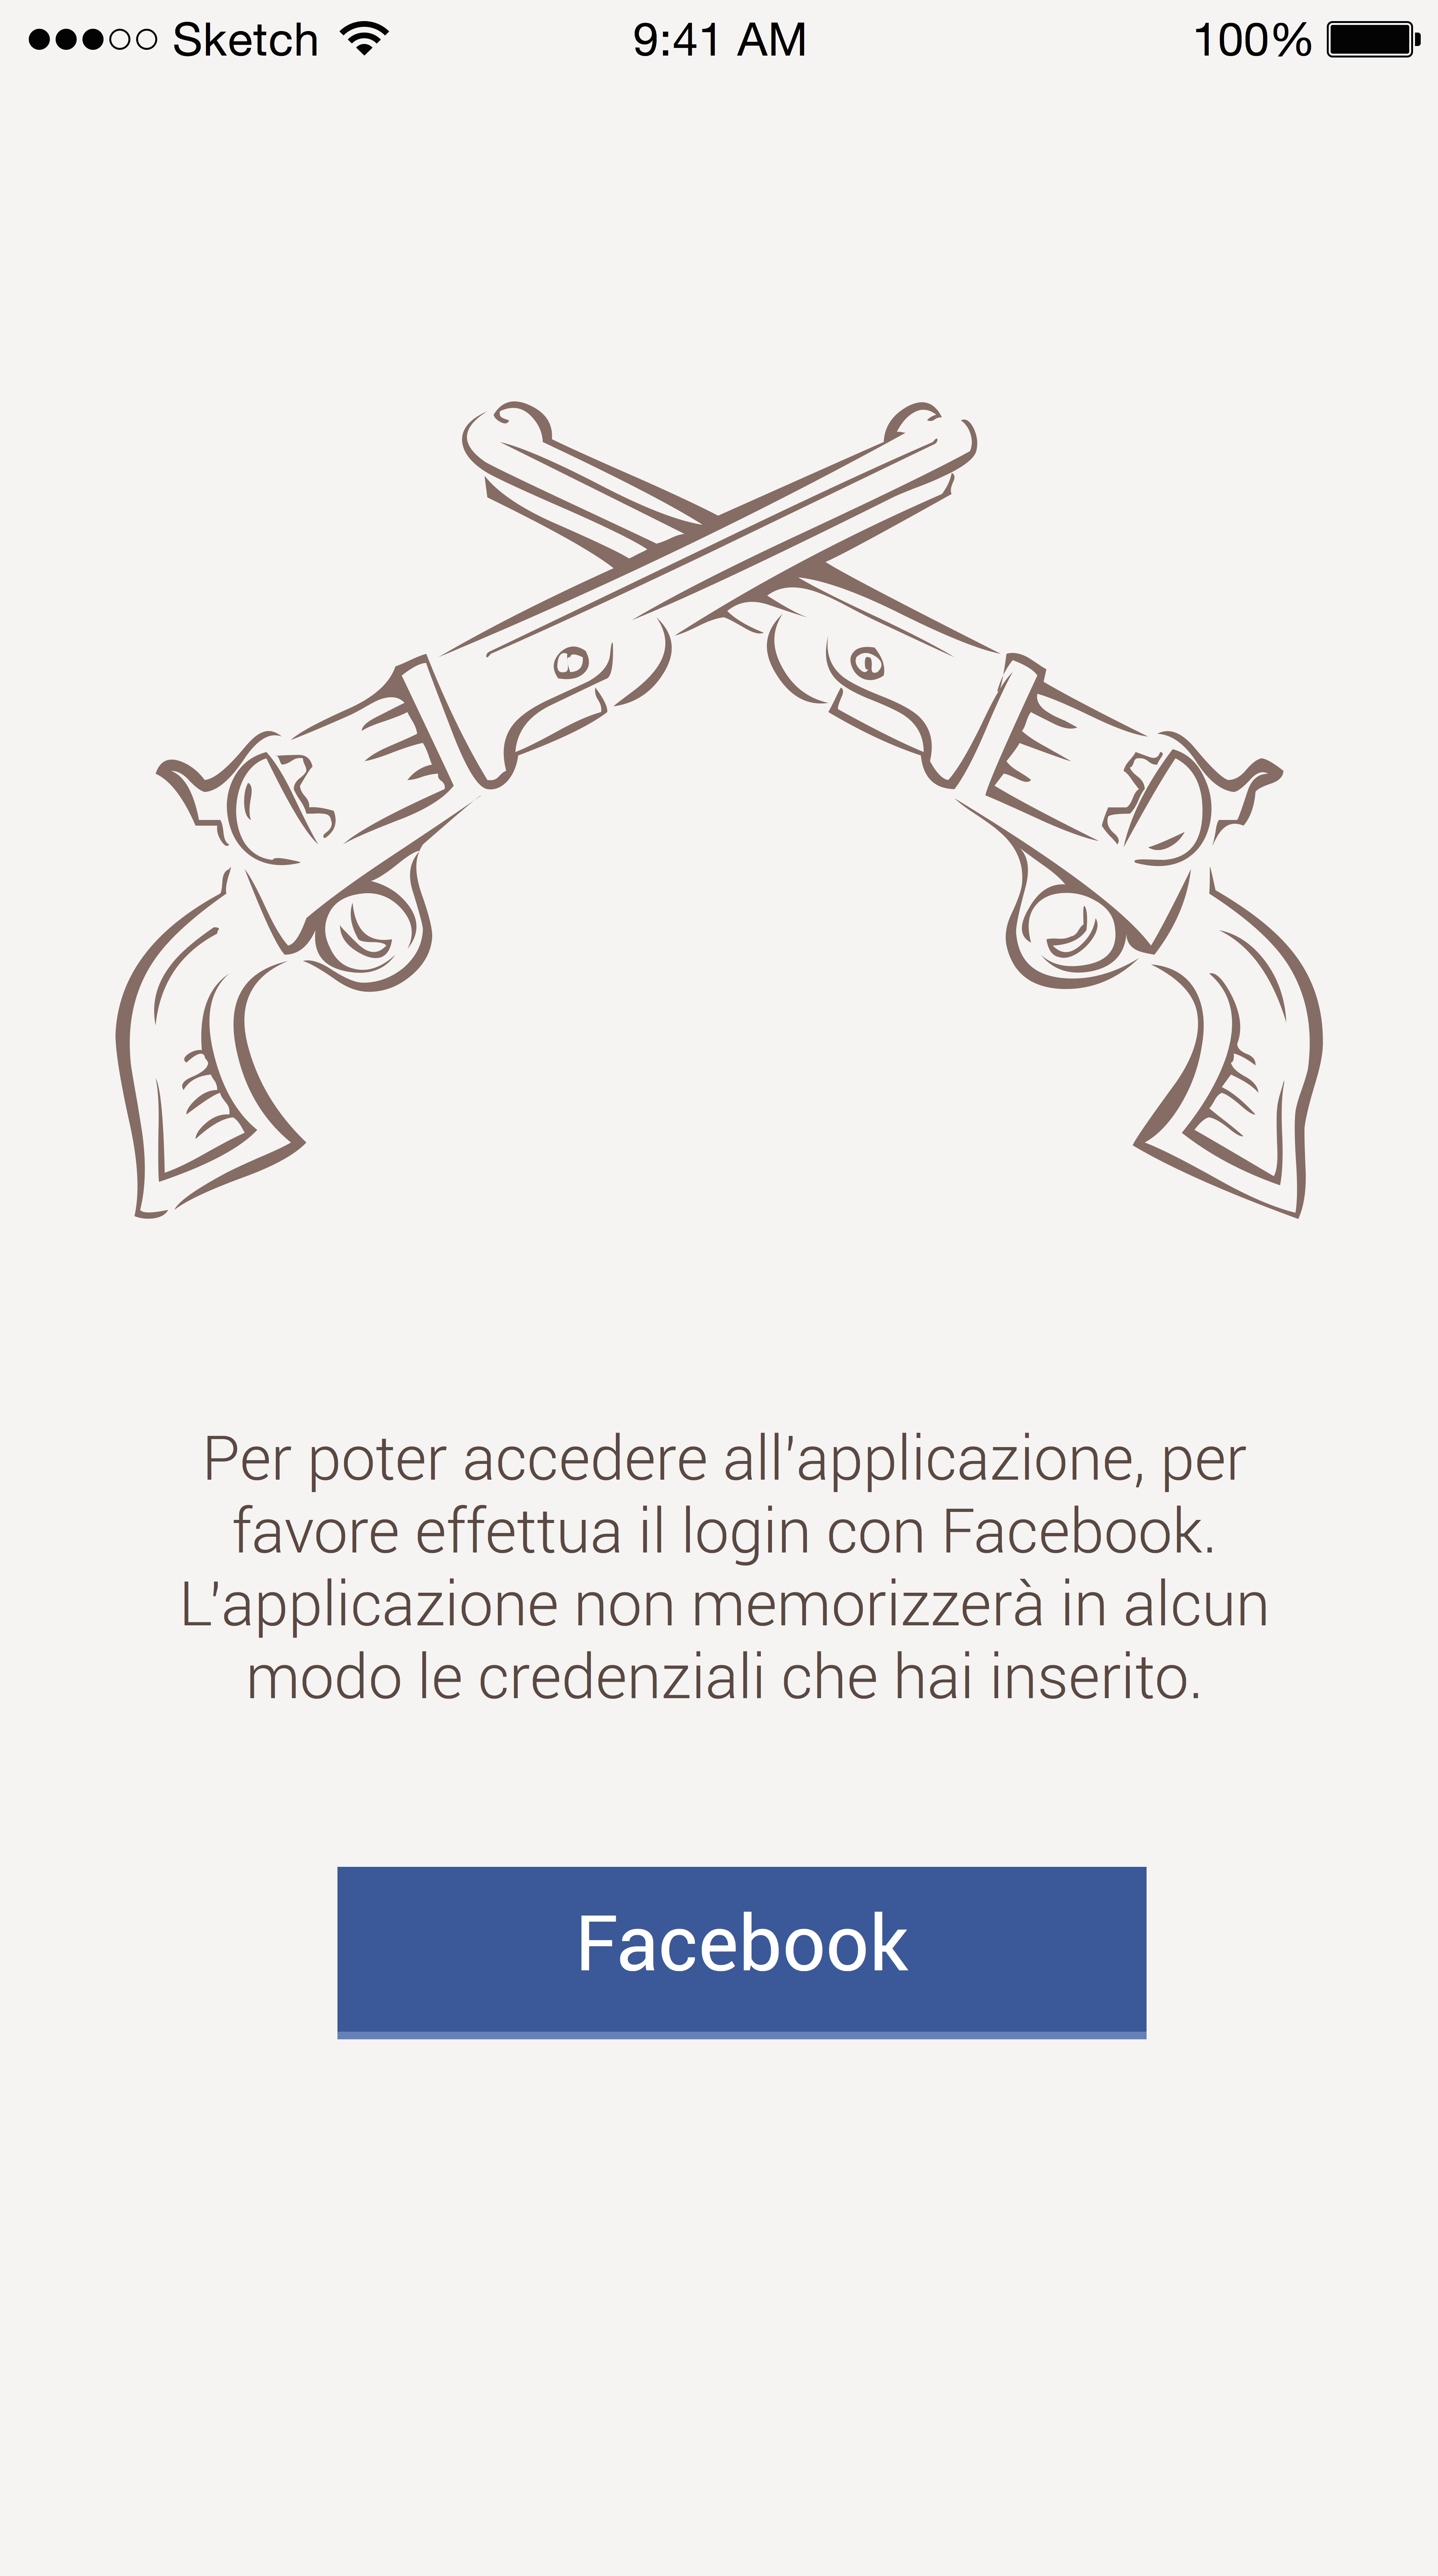 Sketch 9:41 AM 100%
Per poter accedere all'applicazione, per
favore effettua il login con Facebook.
L'applicazione non memorizzerà in alcun
modo le credenziali che hai inserito.
Facebook